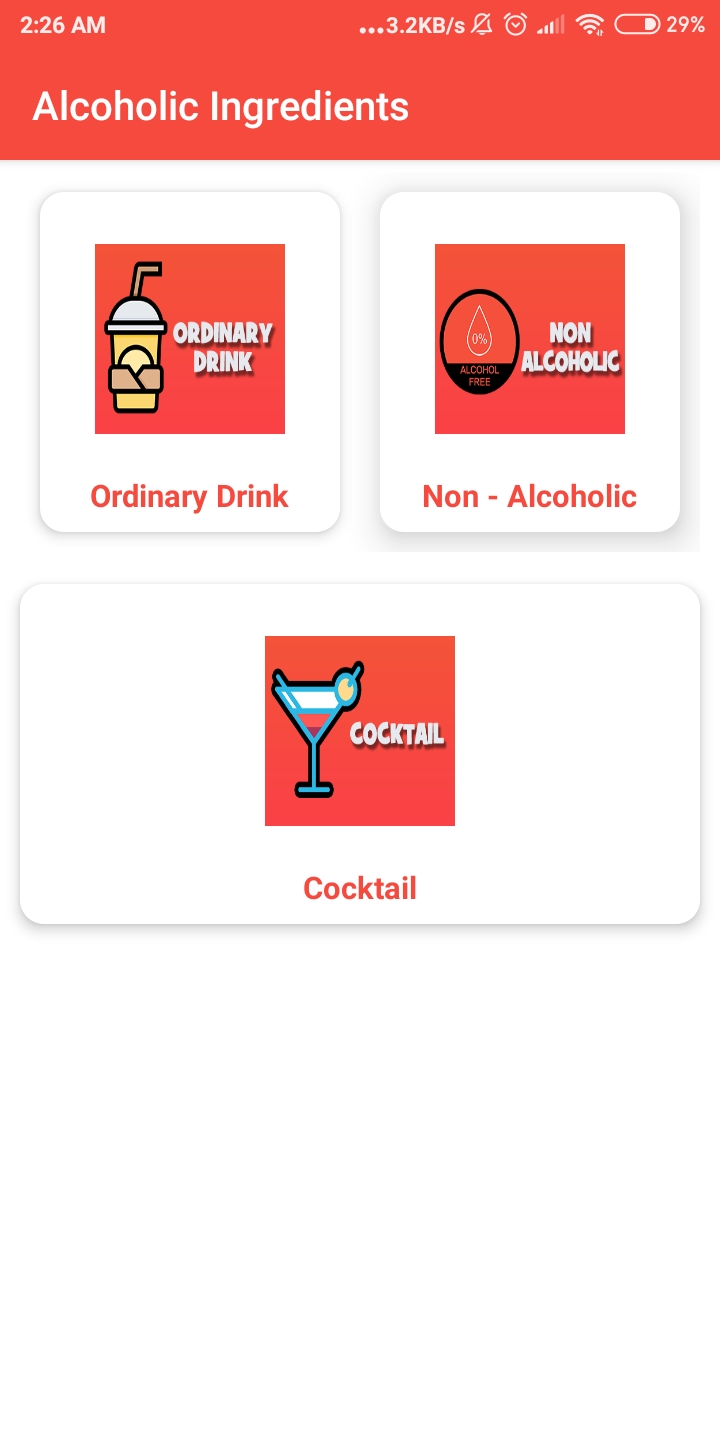 2:26 AM ...3.2KB/s 29%
Alcoholic Ingredients
ORDINARY
DRINK
0%
ALCOHOL
FREE
NON
ALCOHOLIC
Ordinary Drink
Non - Alcoholic
COCKTAIL
Cocktail